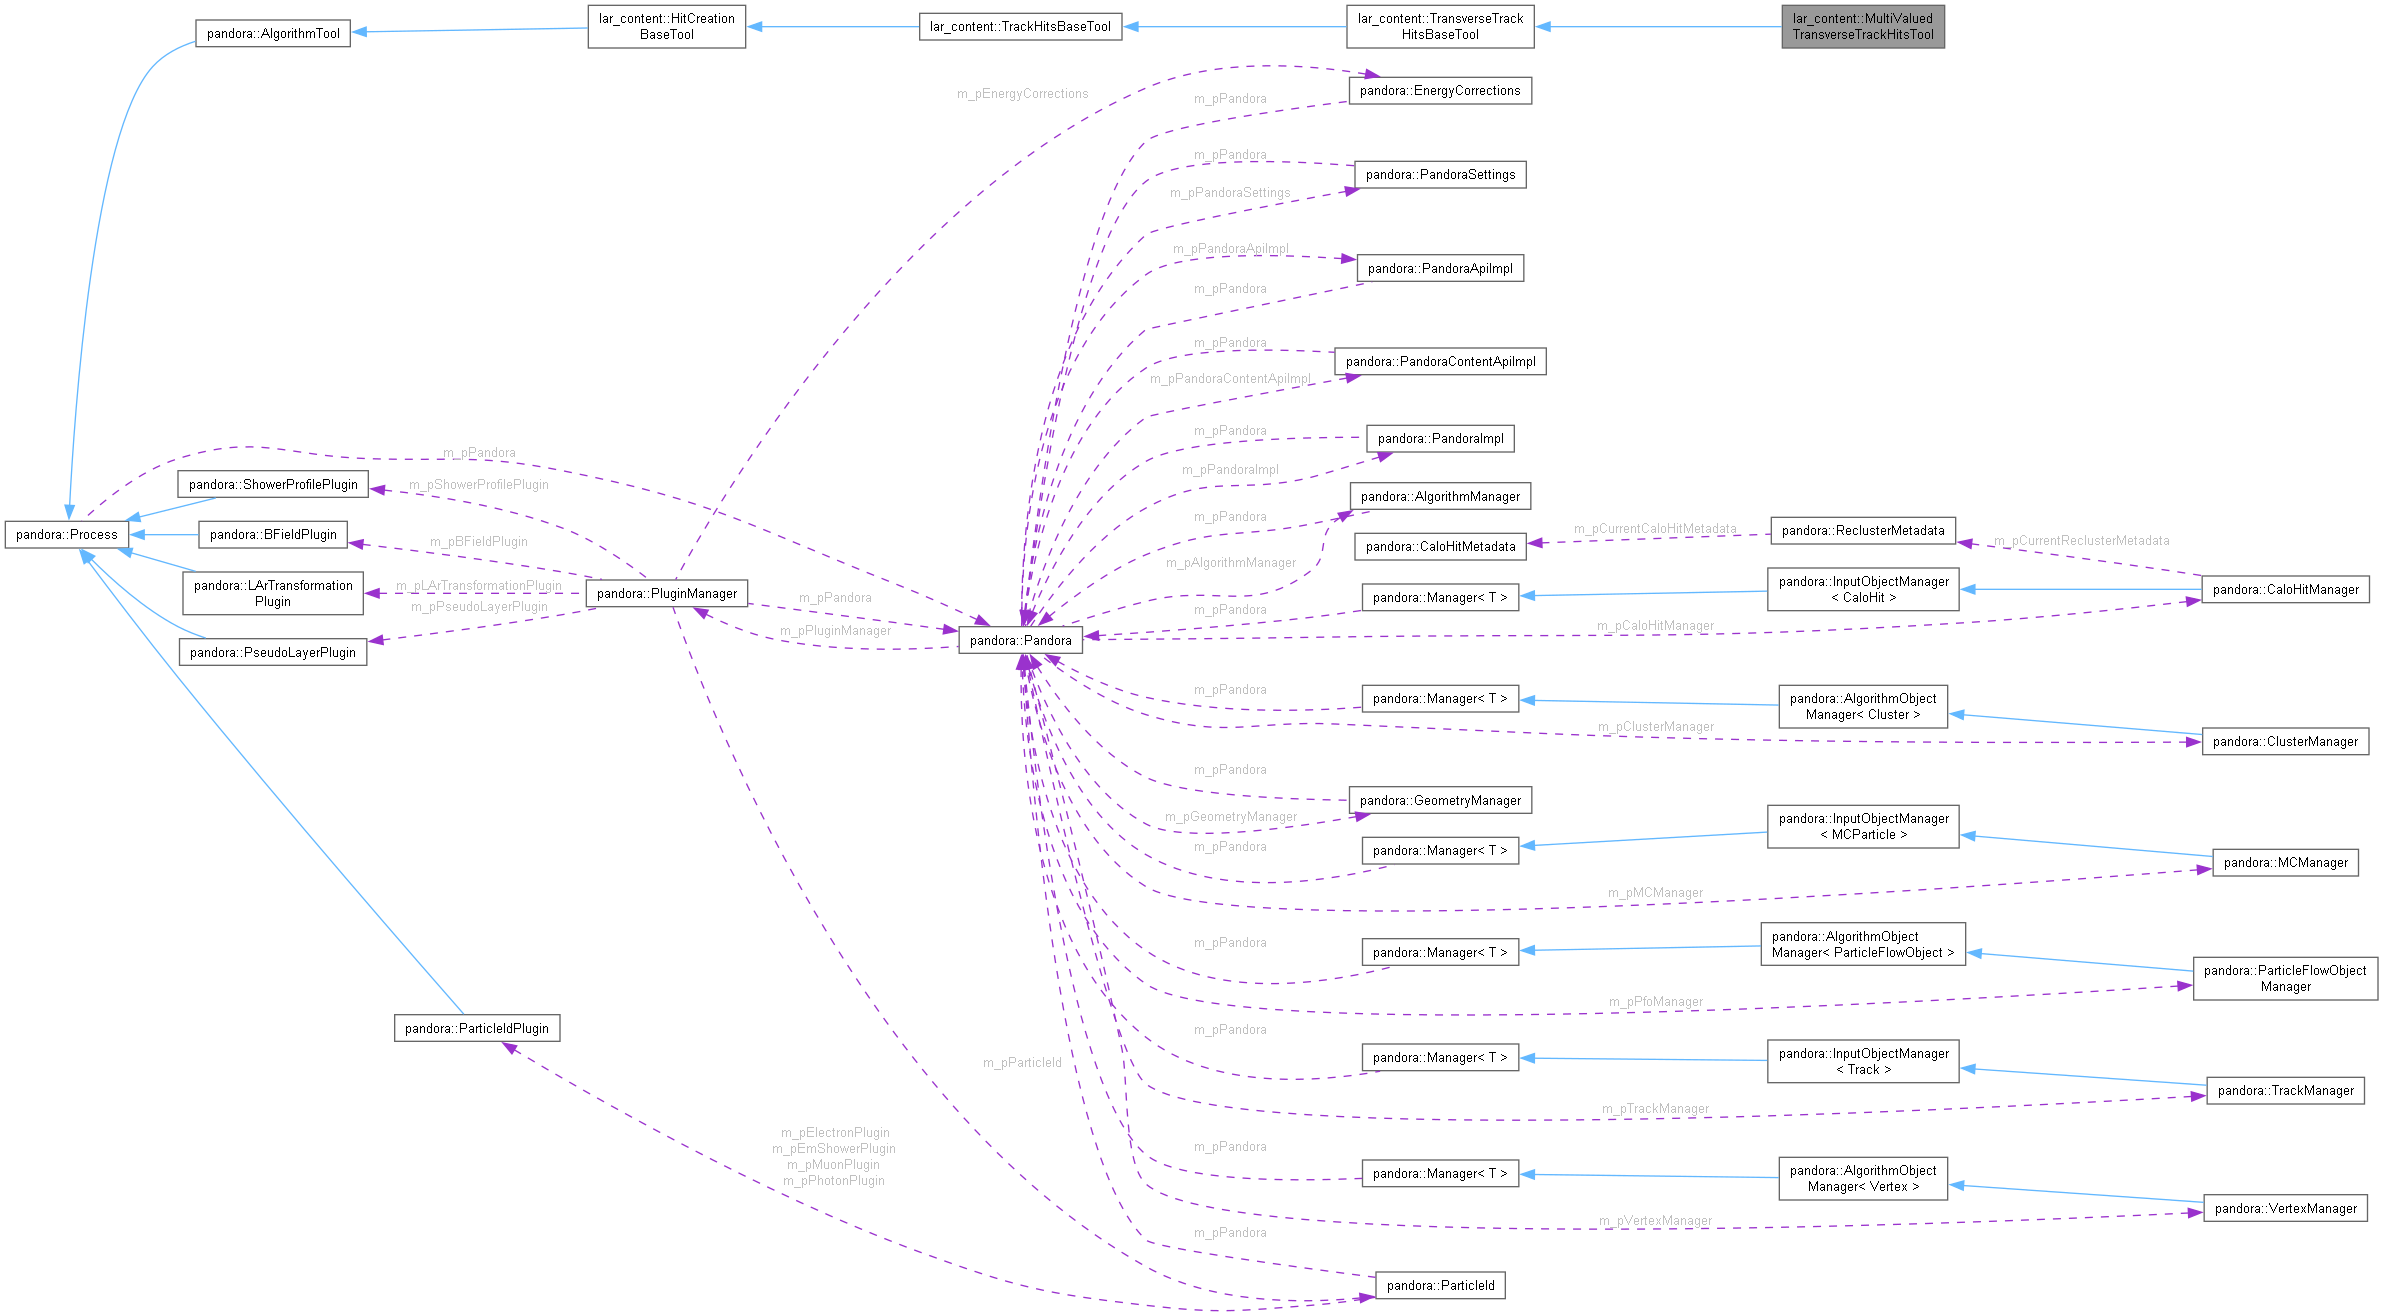 pandora::AlgorithmTool
lar_content::HitCreation
BaseTool
lar_content::TrackHitsBaseTool
lar_content::TransverseTrack
HitsBaseTool
lar_content::MultiValued
TransverseTrackHitsTool
m_pEnergyCorrections
pandora::EnergyCorrections
m_pPandora
m_pPandora
pandora::PandoraSettings
m_pPandoraSettings
m_pPandoraApiImpl
pandora::PandoraApiImpl
m_pPandora
m_pPandora
pandora::PandoraContentApiImpl
m_pPandoraContentApiImpl
m_pPandora
pandora::PandoraImpl
m_pPandoraImpl
m_pPandora
pandora::ShowerProfilePlugin
m_pShowerProfilePlugin
pandora::AlgorithmManager
m_pPandora
m_pAlgorithmManager
pandora::Process
pandora::BFieldPlugin
m_pBFieldPlugin
pandora::CaloHitMetadata
m_pCurrentCaloHitMetadata
pandora::ReclusterMetadata
m_pCurrentReclusterMetadata
pandora::LArTransformation
Plugin
m_pLArTransformationPlugin
m_pPseudoLayerPlugin
pandora::PluginManager
m_pPandora
m_pPluginManager
pandora::Manager< T >
m_pPandora
pandora::InputObjectManager
< CaloHit >
pandora::CaloHitManager
m_pCaloHitManager
pandora::PseudoLayerPlugin
pandora::Pandora
m_pPandora
pandora::Manager< T >
pandora::AlgorithmObject
Manager< Cluster >
m_pClusterManager
pandora::ClusterManager
m_pPandora
pandora::GeometryManager
m_pGeometryManager
m_pPandora
pandora::Manager< T >
pandora::InputObjectManager
< MCParticle >
pandora::MCManager
m_pMCManager
m_pPandora
pandora::Manager< T >
pandora::AlgorithmObject
Manager< ParticleFlowObject >
pandora::ParticleFlowObject
Manager
m_pPfoManager
pandora::ParticleIdPlugin
m_pParticleId
m_pPandora
pandora::Manager< T >
pandora::InputObjectManager
< Track >
pandora::TrackManager
m_pTrackManager
m_pElectronPlugin
m_pEmShowerPlugin
m_pMuonPlugin
m_pPhotonPlugin
m_pPandora
pandora::Manager< T >
pandora::AlgorithmObject
Manager< Vertex >
pandora::VertexManager
m_pVertexManager
m_pPandora
pandora::ParticleId